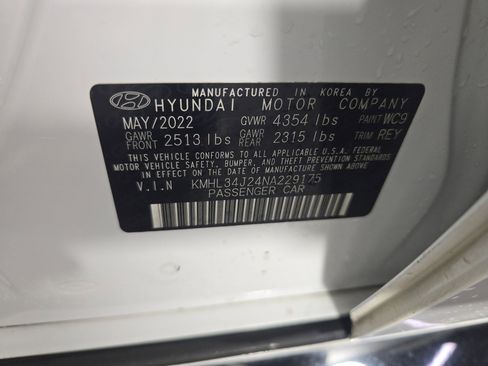 MANUFACTURED IN KOREA BY
HYUNDAI MOTOR COMPANY
MAY/2022 GVWR 4354 lbs PAINT WC9
GAWR FRONT 2513 lbs GAWR REAR 2315 lbs TRIM REY
THIS VEHICLE CONFORMS TO ALL APPLICABLE U.S.A. FEDERAL
MOTOR VEHICLE SAFETY, BUMPER, AND THEFT PREVENTION STANDARDS
IN EFFECT ON THE DATE OF MANUFACTURE SHOWN ABOVE.
V.I.N KMHL34J24NA229175
PASSENGER CAR